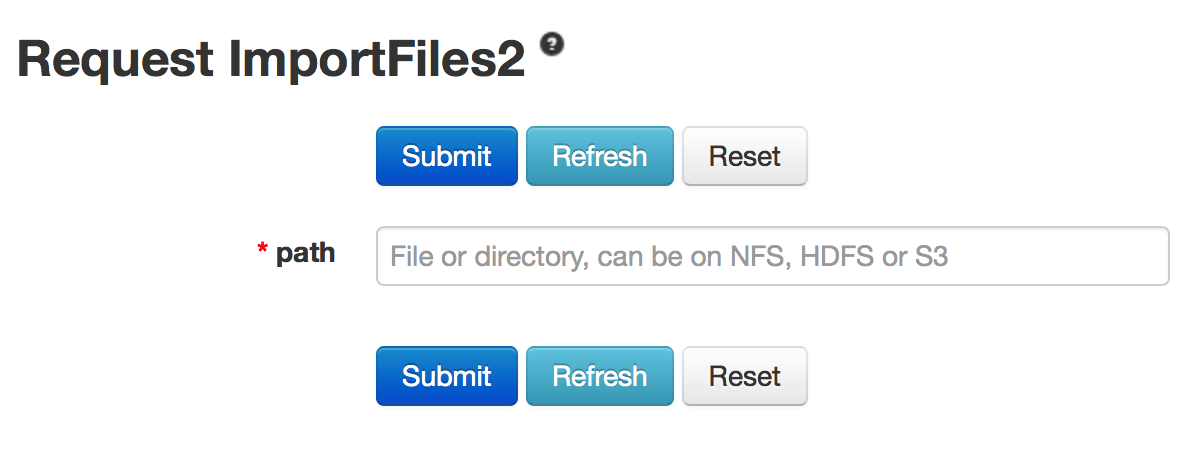 Request ImportFiles2 ?
Submit Refresh Reset
* path File or directory, can be on NFS, HDFS or S3
Submit Refresh Reset